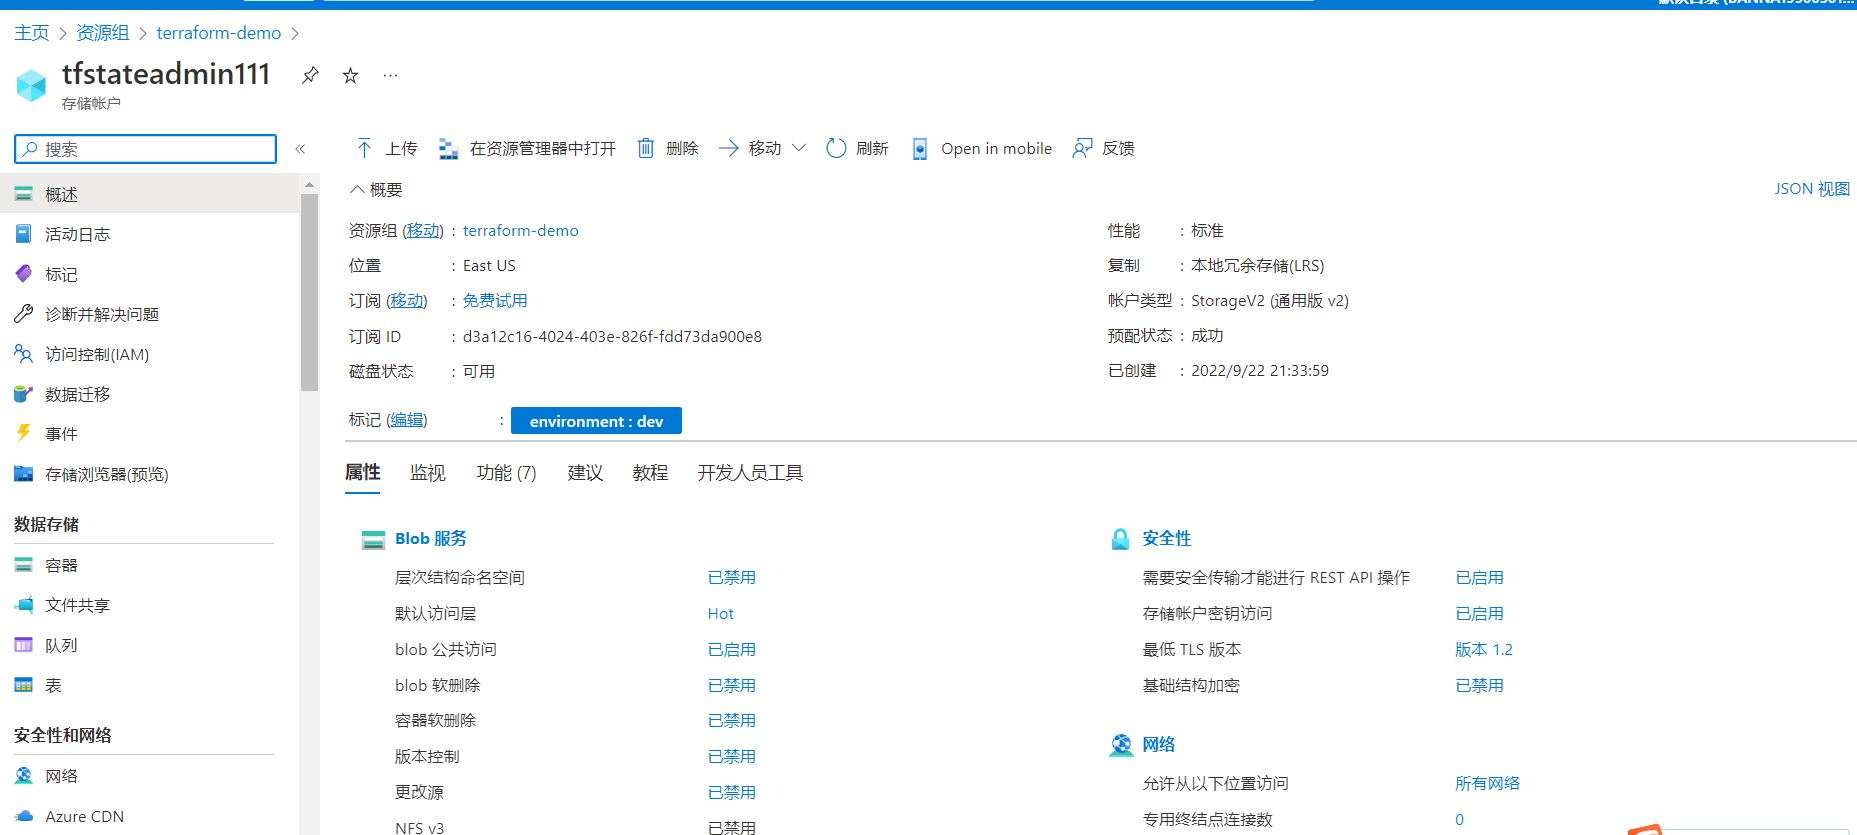 主页 > 资源组 > terraform-demo >
tfstateadmin111
存储帐户
搜索
概述
活动日志
标记
诊断并解决问题
访问控制(IAM)
数据迁移
事件
存储浏览器(预览)
数据存储
容器
文件共享
队列
表
安全性和网络
网络
Azure CDN
上传 在资源管理器中打开 删除 移动 刷新 Open in mobile 反馈
概要 JSON 视图
资源组 (移动) : terraform-demo
位置 : East US
订阅 (移动) : 免费试用
订阅 ID : d3a12c16-4024-403e-826f-fdd73da900e8
磁盘状态 : 可用
性能 : 标准
复制 : 本地冗余存储(LRS)
帐户类型 : StorageV2 (通用版 v2)
预配状态 : 成功
已创建 : 2022/9/22 21:33:59
标记 (编辑) : environment : dev
属性 监视 功能 (7) 建议 教程 开发人员工具
Blob 服务
层次结构命名空间 已禁用
默认访问层 Hot
blob 公共访问 已启用
blob 软删除 已禁用
容器软删除 已禁用
版本控制 已禁用
更改源 已禁用
NFS v3 已禁用
安全性
需要安全传输才能进行 REST API 操作 已启用
存储帐户密钥访问 已启用
最低 TLS 版本 版本 1.2
基础结构加密 已禁用
网络
允许从以下位置访问 所有网络
专用终结点连接数 0